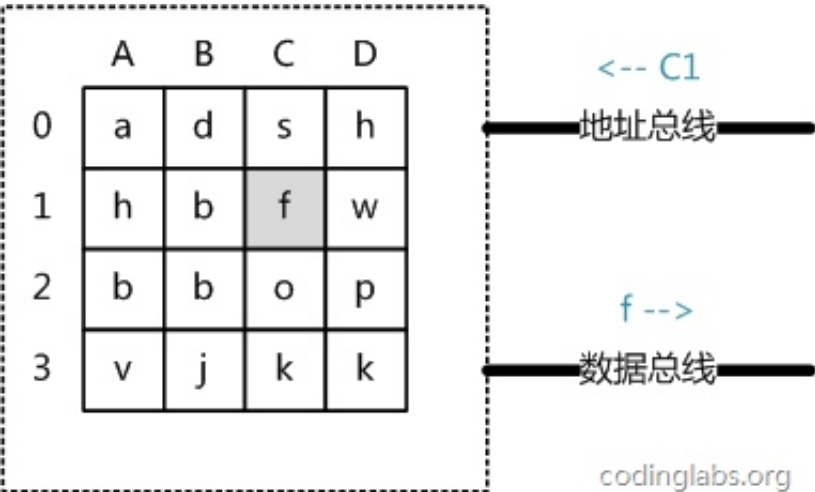 A B C D
<-- C1
0 a d s h
地址总线
1 h b f w
2 b b o p
f -->
3 v j k k
数据总线
codinglabs.org